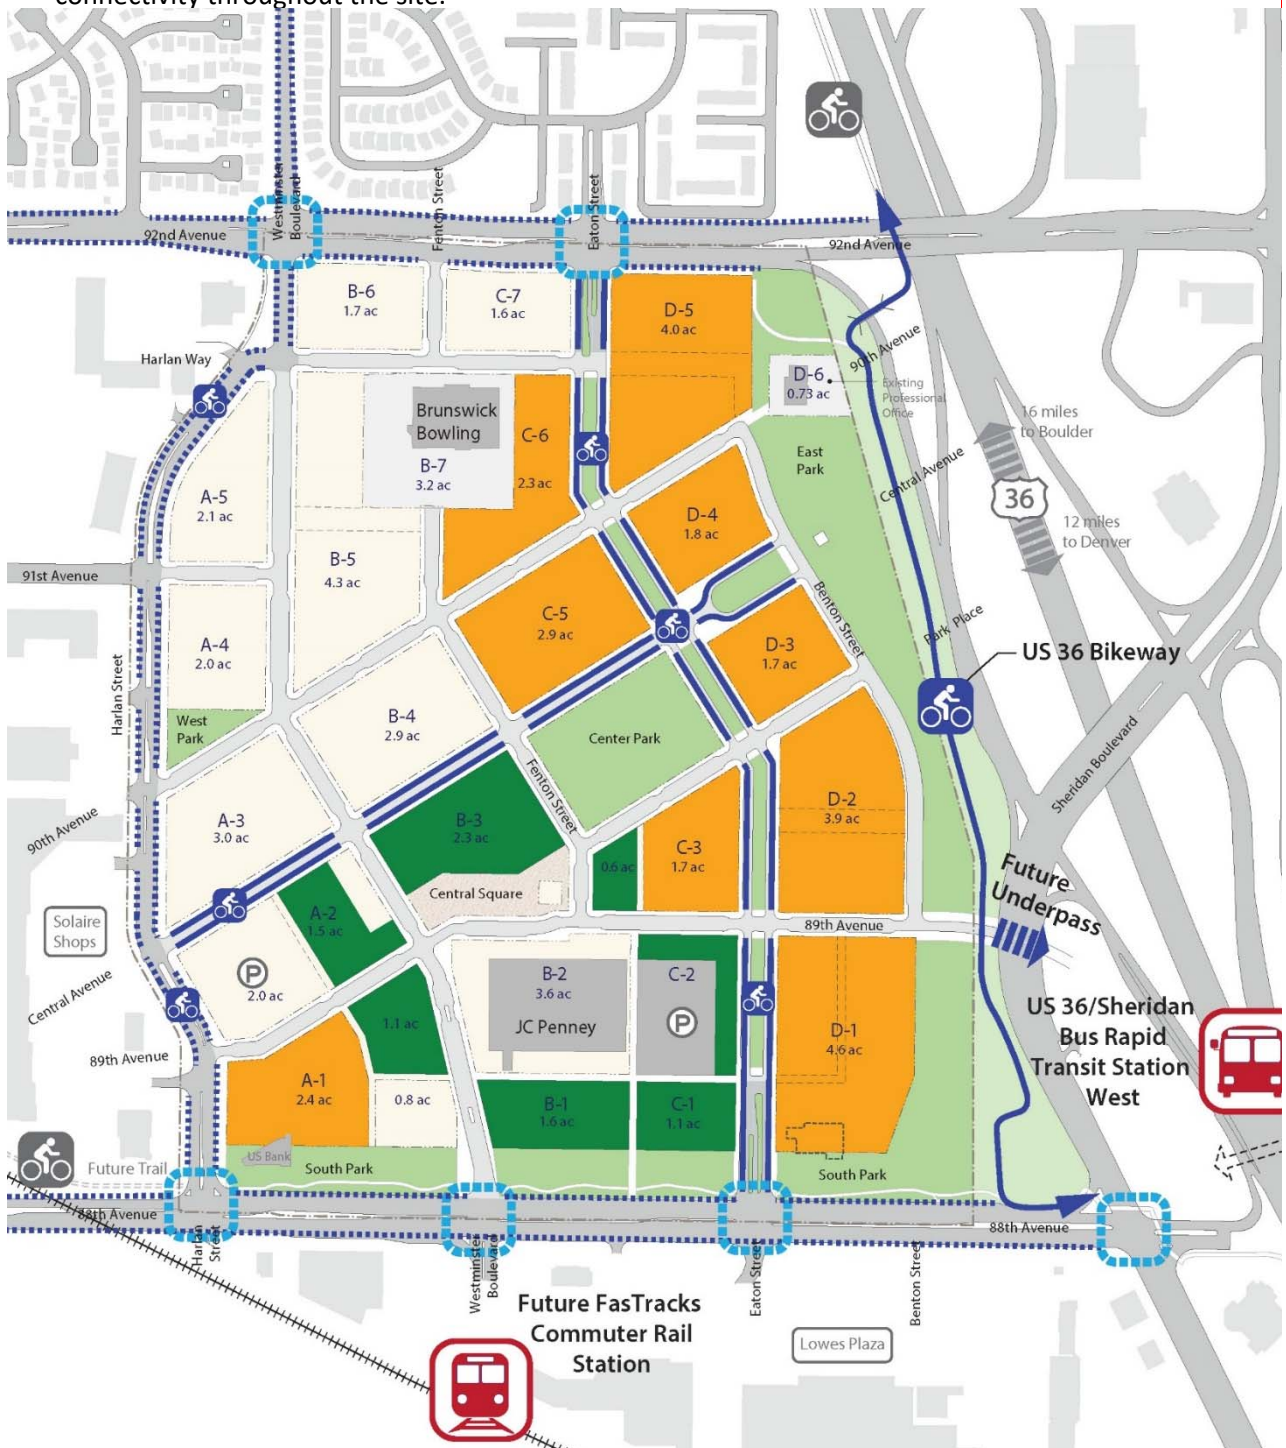 connectivity throughout the site.
Westminster
Boulevard
Fenton Street
Eaton Street
92nd Avenue
92nd Avenue
B-6
1.7 ac
C-7
1.6 ac
D-5
4.0 ac
Harlan Way
90th Avenue
D-6
0.73 ac
Existing
Professional
Office
Brunswick
Bowling
B-7
3.2 ac
C-6
2.3 ac
16 miles
to Boulder
East
Park
Central Avenue
36
A-5
2.1 ac
D-4
1.8 ac
12 miles
to Denver
91st Avenue
B-5
4.3 ac
C-5
2.9 ac
Benton Street
Park Place
A-4
2.0 ac
D-3
1.7 ac
US 36 Bikeway
Harlan Street
West
Park
B-4
2.9 ac
Center Park
Sheridan Boulevard
Fenton Street
D-2
3.9 ac
90th Avenue
A-3
3.0 ac
B-3
2.3 ac
C-3
1.7 ac
0.6 ac
Future
Underpass
Central Square
Solaire
Shops
A-2
1.5 ac
89th Avenue
Central Avenue
P
2.0 ac
B-2
3.6 ac
JC Penney
C-2
P
1.1 ac
US 36/Sheridan
Bus Rapid
Transit Station
West
D-1
4.6 ac
89th Avenue
A-1
2.4 ac
0.8 ac
B-1
1.6 ac
C-1
1.1 ac
US Bank
Future Trail
South Park
South Park
88th Avenue
88th Avenue
Harlan
Street
Westminster
Boulevard
Eaton Street
Benton Street
Future FasTracks
Commuter Rail
Station
Lowes Plaza